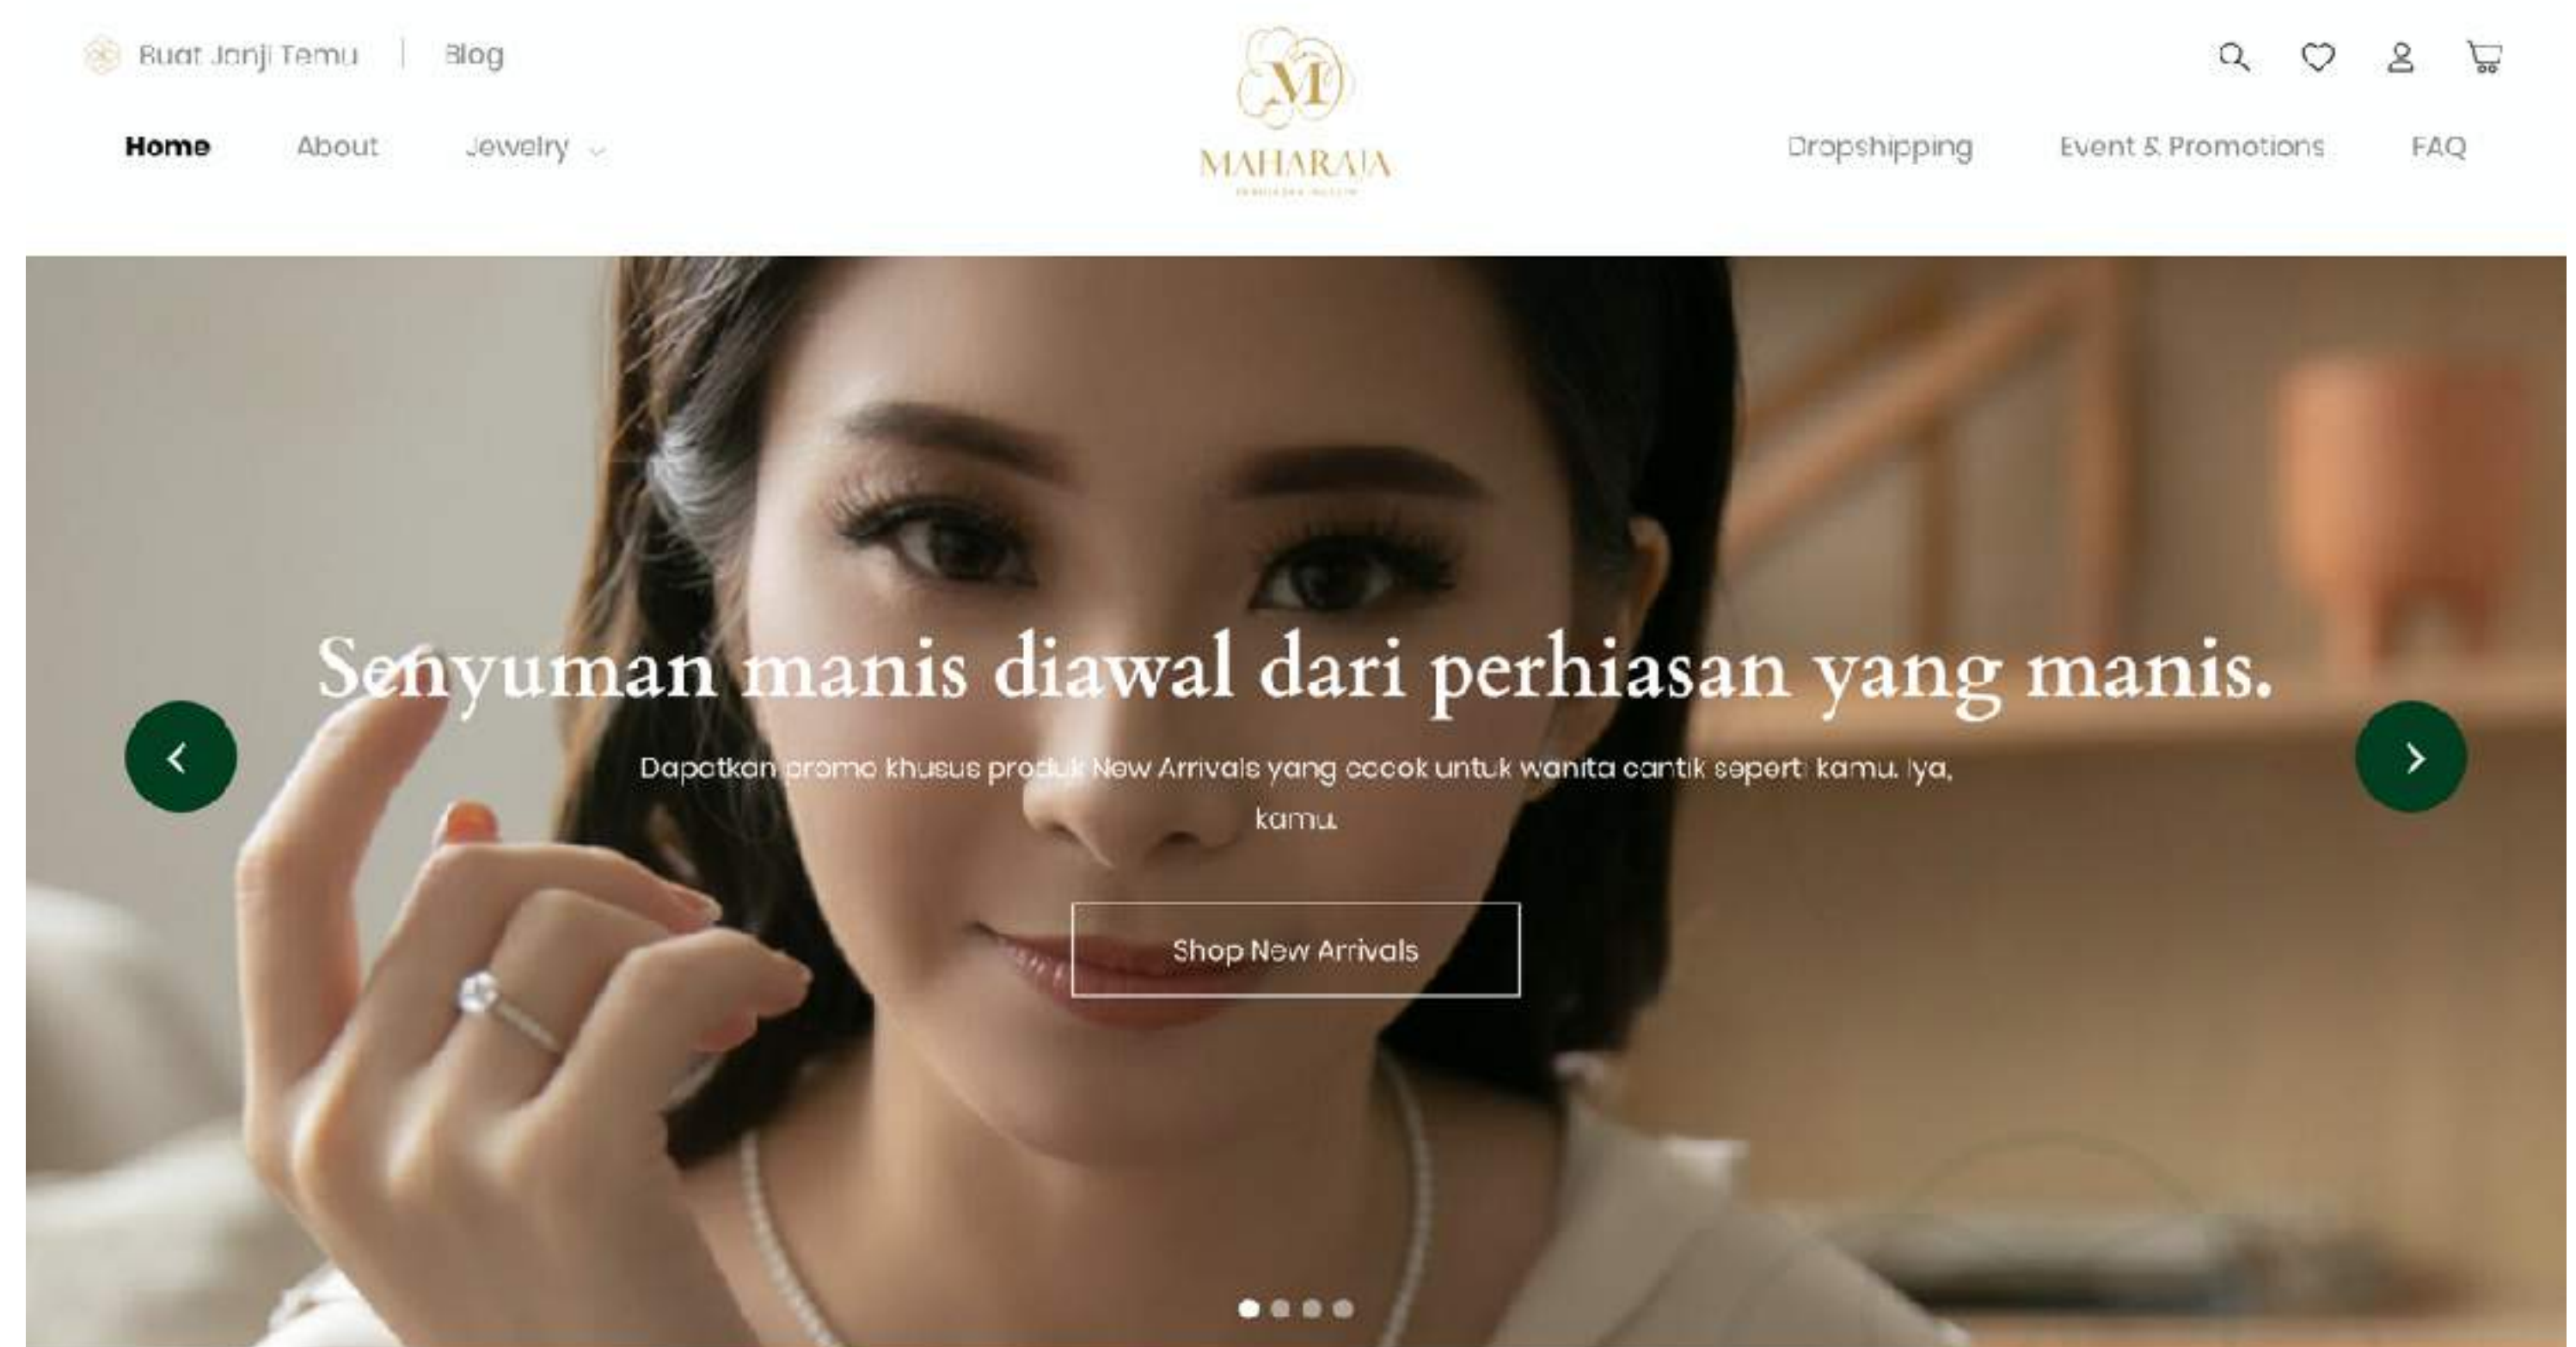 Buat Janji Temu
Blog
M
MAHARAJA
Home
About
Jewelry
Dropshipping
Event & Promotions
FAQ
Senyuman manis diawal dari perhiasan yang manis.
Dapatkan promo khusus produk New Arrivals yang cocok untuk wanita cantik seperti kamu. Iya,
kamu.
Shop New Arrivals